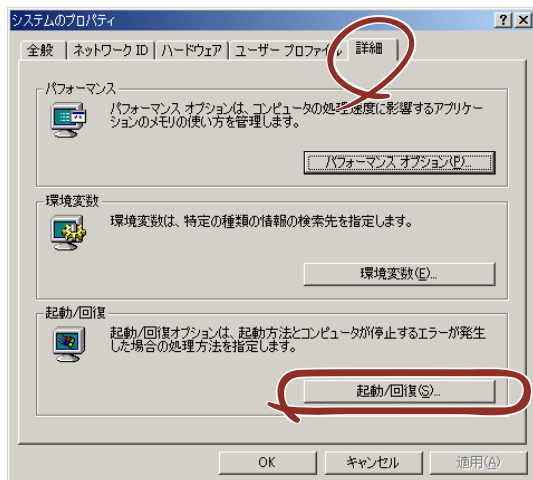 システムのプロパティ
全般 ネットワーク ID ハードウェア ユーザー プロファイル 詳細
パフォーマンス
パフォーマンス オプションは、コンピュータの処理速度に影響するアプリケー
ションのメモリの使い方を管理します。
パフォーマンス オプション(P)...
環境変数
環境変数は、特定の種類の情報の検索先を指定します。
環境変数(E)...
起動/回復
起動/回復オプションは、起動方法とコンピュータが停止するエラーが発生
した場合の処理方法を指定します。
起動/回復(S)...
OK キャンセル 適用(A)